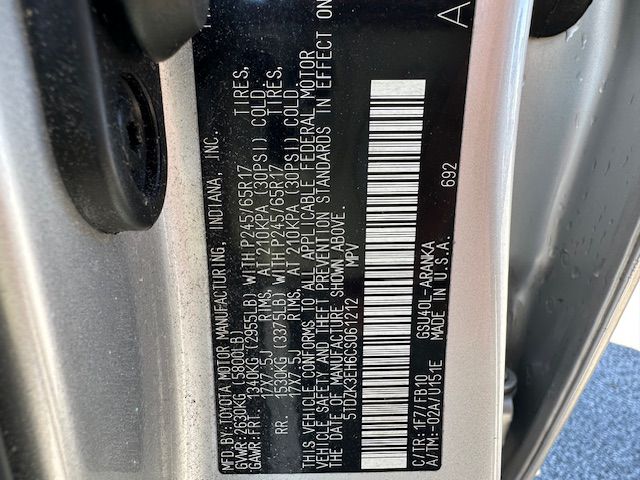 MFD.BY:TOYOTA MOTOR MANUFACTURING, INDIANA, INC.
GVWR:2630KG (5800LB)
GAWR:FRT. 1340KG (2955LB) WITH P245/65R17 TIRES,
17X7.5J RIMS, AT 210KPA (30PSI) COLD.
RR. 1530KG (3375LB) WITH P245/65R17 TIRES,
17X7.5J RIMS, AT 210KPA (30PSI) COLD.
THIS VEHICLE CONFORMS TO ALL APPLICABLE FEDERAL MOTOR
VEHICLE SAFETY AND THEFT PREVENTION STANDARDS IN EFFECT ON
THE DATE OF MANUFACTURE SHOWN ABOVE.
5TDZK3EH6CS061212 MPV
692
C/TR:1F7/FB10 GSU40L-ARANKA
A/TM:-02A/U151E MADE IN U.S.A.
A